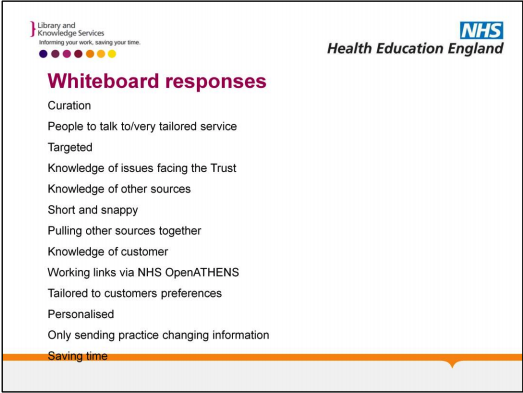 Library and
Knowledge Services
Informing your work, saving your time.
NHS
Health Education England
Whiteboard responses
Curation
People to talk to/very tailored service
Targeted
Knowledge of issues facing the Trust
Knowledge of other sources
Short and snappy
Pulling other sources together
Knowledge of customer
Working links via NHS OpenATHENS
Tailored to customers preferences
Personalised
Only sending practice changing information
Saving time